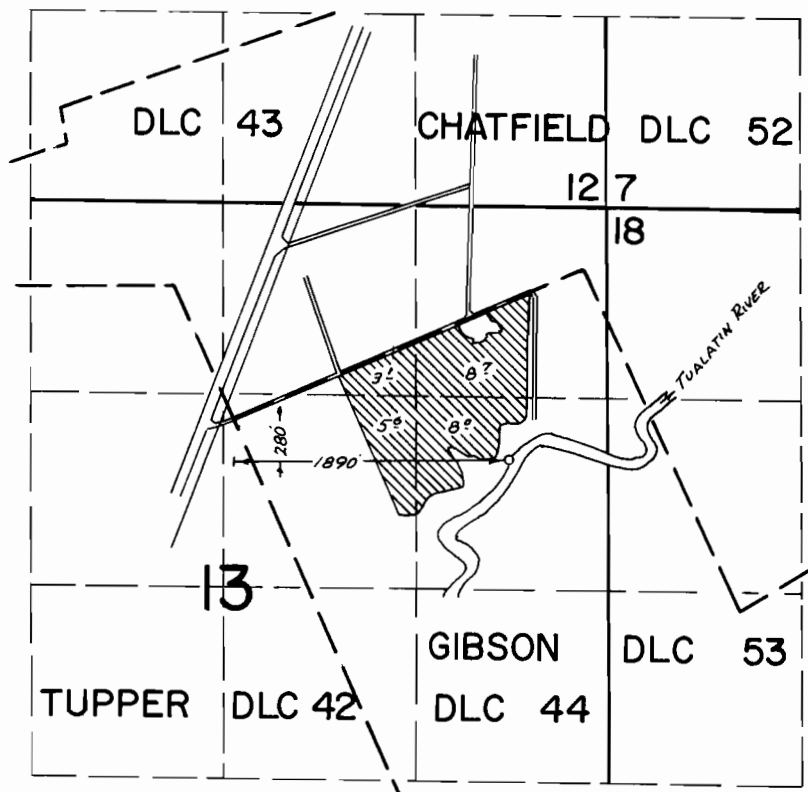 DLC 43
CHATFIELD DLC 52
12 7
18
TUALATIN RIVER
3.1
8.7
5.6
8.0
280'
1890'
13
GIBSON DLC 53
TUPPER DLC 42
DLC 44